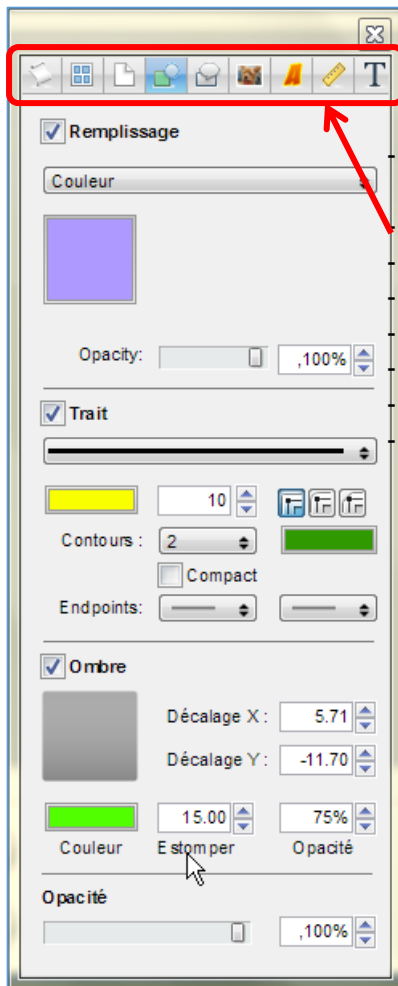 T
Remplissage
Couleur
Opacity: ,100%
Trait
10
Contours : 2
Compact
Endpoints:
Ombre
Décalage X : 5.71
Décalage Y : -11.70
15.00 75%
Couleur Estomper Opacité
Opacité
,100%